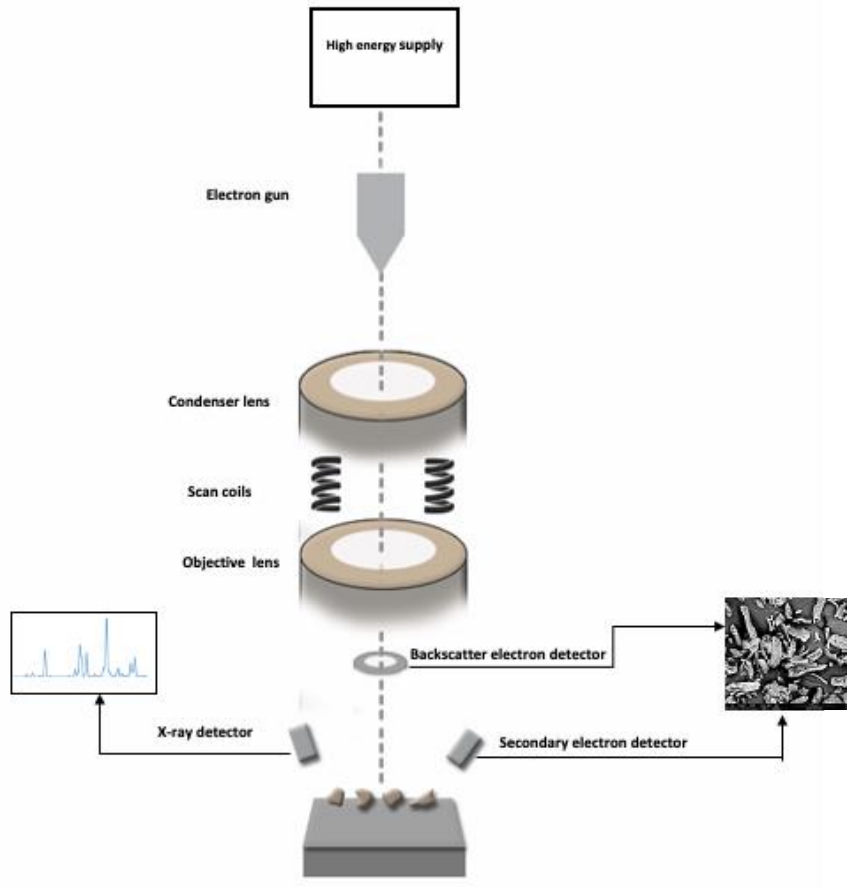 High energy supply
Electron gun
Condenser lens
Scan coils
Objective lens
Backscatter electron detector
X-ray detector
Secondary electron detector